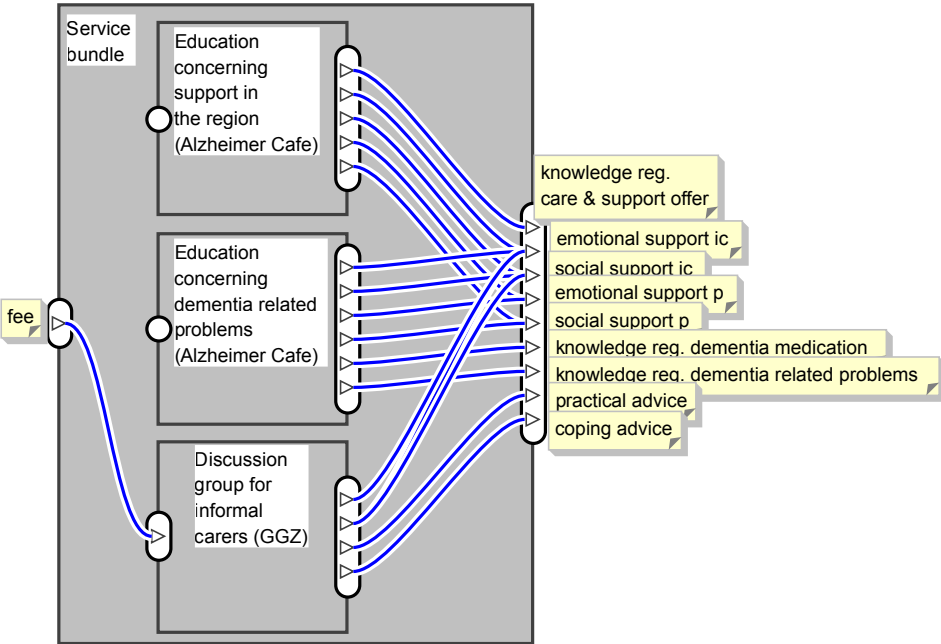 Service
bundle
Education
concerning
support in
the region
(Alzheimer Cafe)
Education
concerning
dementia related
problems
(Alzheimer Cafe)
Discussion
group for
informal
carers (GGZ)
fee
knowledge reg.
care & support offer
emotional support ic
social support ic
emotional support p
social support p
knowledge reg. dementia medication
knowledge reg. dementia related problems
practical advice
coping advice